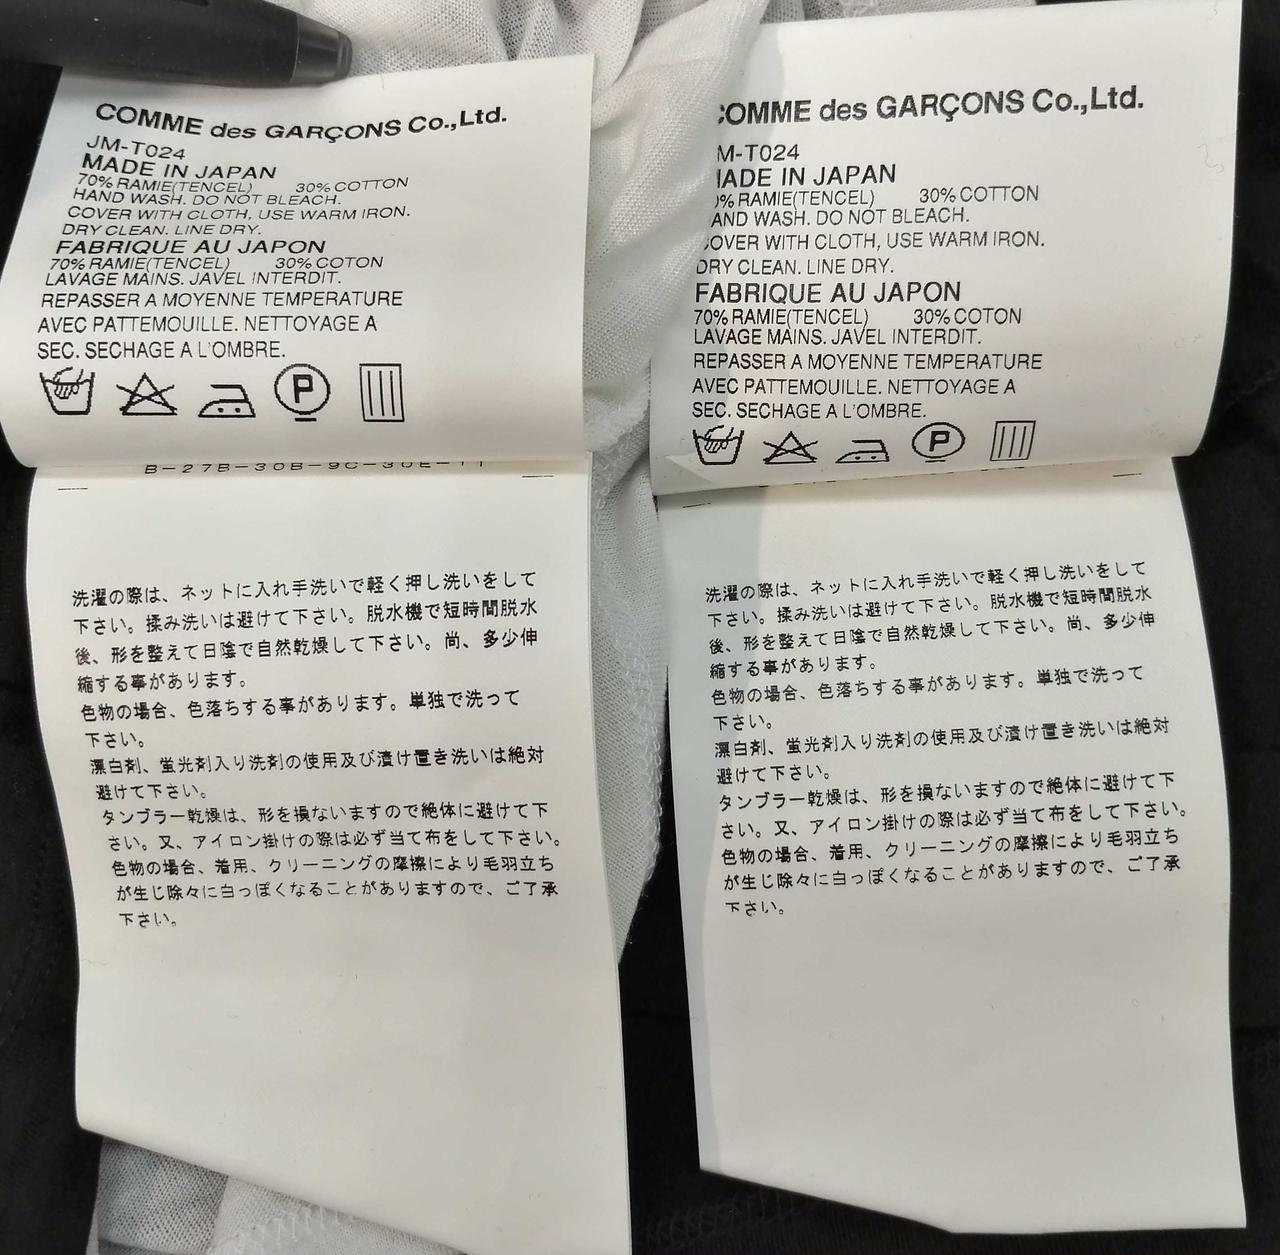 COMME des GARÇONS Co.,Ltd.
JM-T024
MADE IN JAPAN
70% RAMIE(TENCEL) 30% COTTON
HAND WASH. DO NOT BLEACH.
COVER WITH CLOTH, USE WARM IRON.
DRY CLEAN. LINE DRY.
FABRIQUE AU JAPON
70% RAMIE(TENCEL) 30% COTON
LAVAGE MAINS. JAVEL INTERDIT.
REPASSER A MOYENNE TEMPERATURE
AVEC PATTEMOUILLE. NETTOYAGE A
SEC. SECHAGE A L'OMBRE.
P
B-27B-30B-9C-30E-11
洗濯の際は、ネットに入れ手洗いで軽く押し洗いをして
下さい。揉み洗いは避けて下さい。脱水機で短時間脱水
後、形を整えて日陰で自然乾燥して下さい。尚、多少伸
縮する事があります。
色物の場合、色落ちする事があります。単独で洗って
下さい。
漂白剤、蛍光剤入り洗剤の使用及び漬け置き洗いは絶対
避けて下さい。
タンブラー乾燥は、形を損ないますので絶体に避けて下
さい。又、アイロン掛けの際は必ず当て布をして下さい。
色物の場合、着用、クリーニングの摩擦により毛羽立ち
が生じ除々に白っぽくなることがありますので、ご了承
下さい。
COMME des GARÇONS Co.,Ltd.
M-T024
MADE IN JAPAN
0% RAMIE(TENCEL) 30% COTTON
AND WASH. DO NOT BLEACH.
COVER WITH CLOTH, USE WARM IRON.
DRY CLEAN. LINE DRY.
FABRIQUE AU JAPON
70% RAMIE(TENCEL) 30% COTON
LAVAGE MAINS. JAVEL INTERDIT.
REPASSER A MOYENNE TEMPERATURE
AVEC PATTEMOUILLE. NETTOYAGE A
SEC. SECHAGE A L'OMBRE.
P
洗濯の際は、ネットに入れ手洗いで軽く押し洗いをして
下さい。揉み洗いは避けて下さい。脱水機で短時間脱水
後、形を整えて日陰で自然乾燥して下さい。尚、多少伸
縮する事があります。
色物の場合、色落ちする事があります。単独で洗って
下さい。
漂白剤、蛍光剤入り洗剤の使用及び漬け置き洗いは絶対
避けて下さい。
タンブラー乾燥は、形を損ないますので絶体に避けて下
さい。又、アイロン掛けの際は必ず当て布をして下さい。
色物の場合、着用、クリーニングの摩擦により毛羽立ち
が生じ除々に白っぽくなることがありますので、ご了承
下さい。